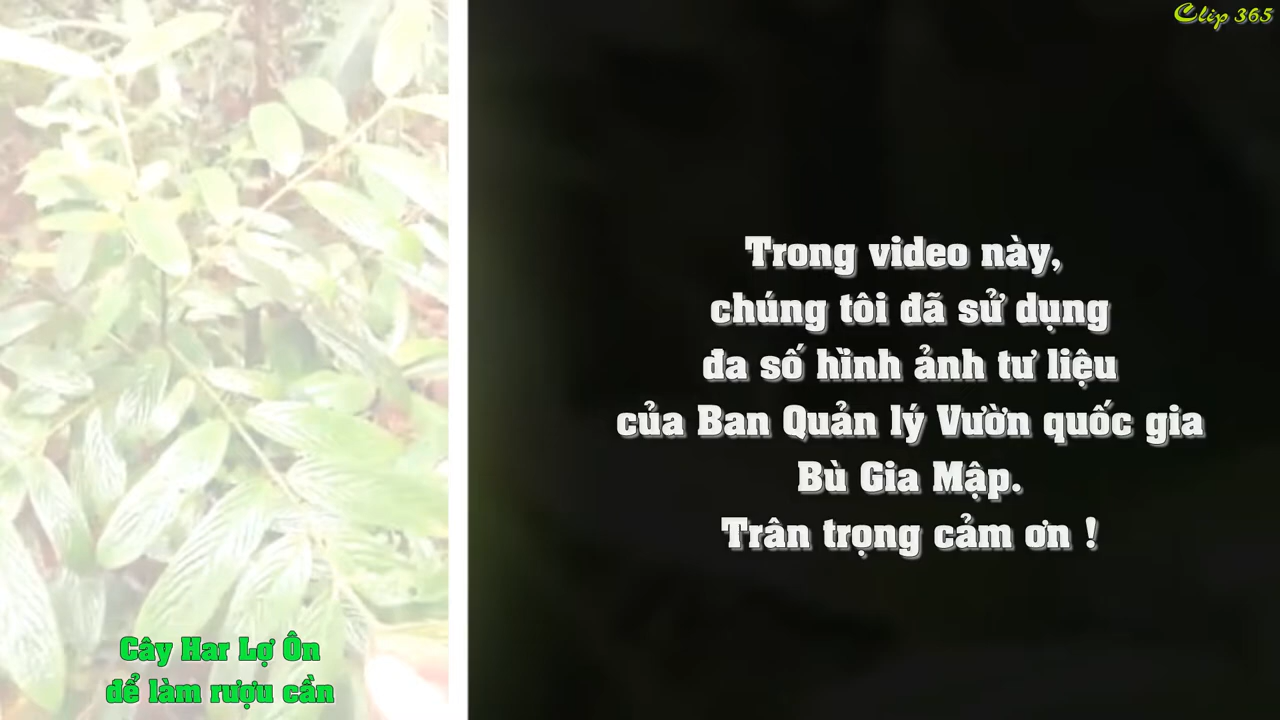 Clip 365
Trong video này,
chúng tôi đã sử dụng
đa số hình ảnh tư liệu
của Ban Quản lý Vườn quốc gia
Bù Gia Mập.
Trân trọng cảm ơn !
Cây Har Lợ Ôn
để làm rượu cần